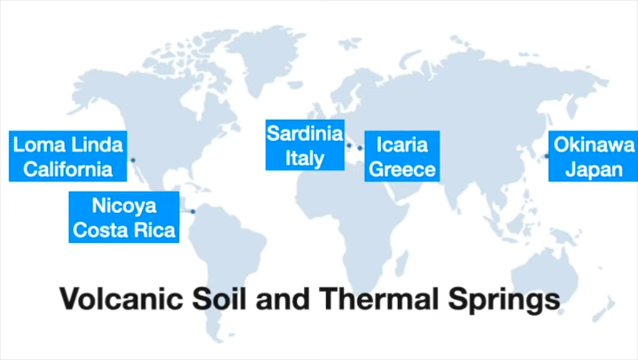 Loma Linda
California
Sardinia
Italy
Icaria
Greece
Okinawa
Japan
Nicoya
Costa Rica
Volcanic Soil and Thermal Springs